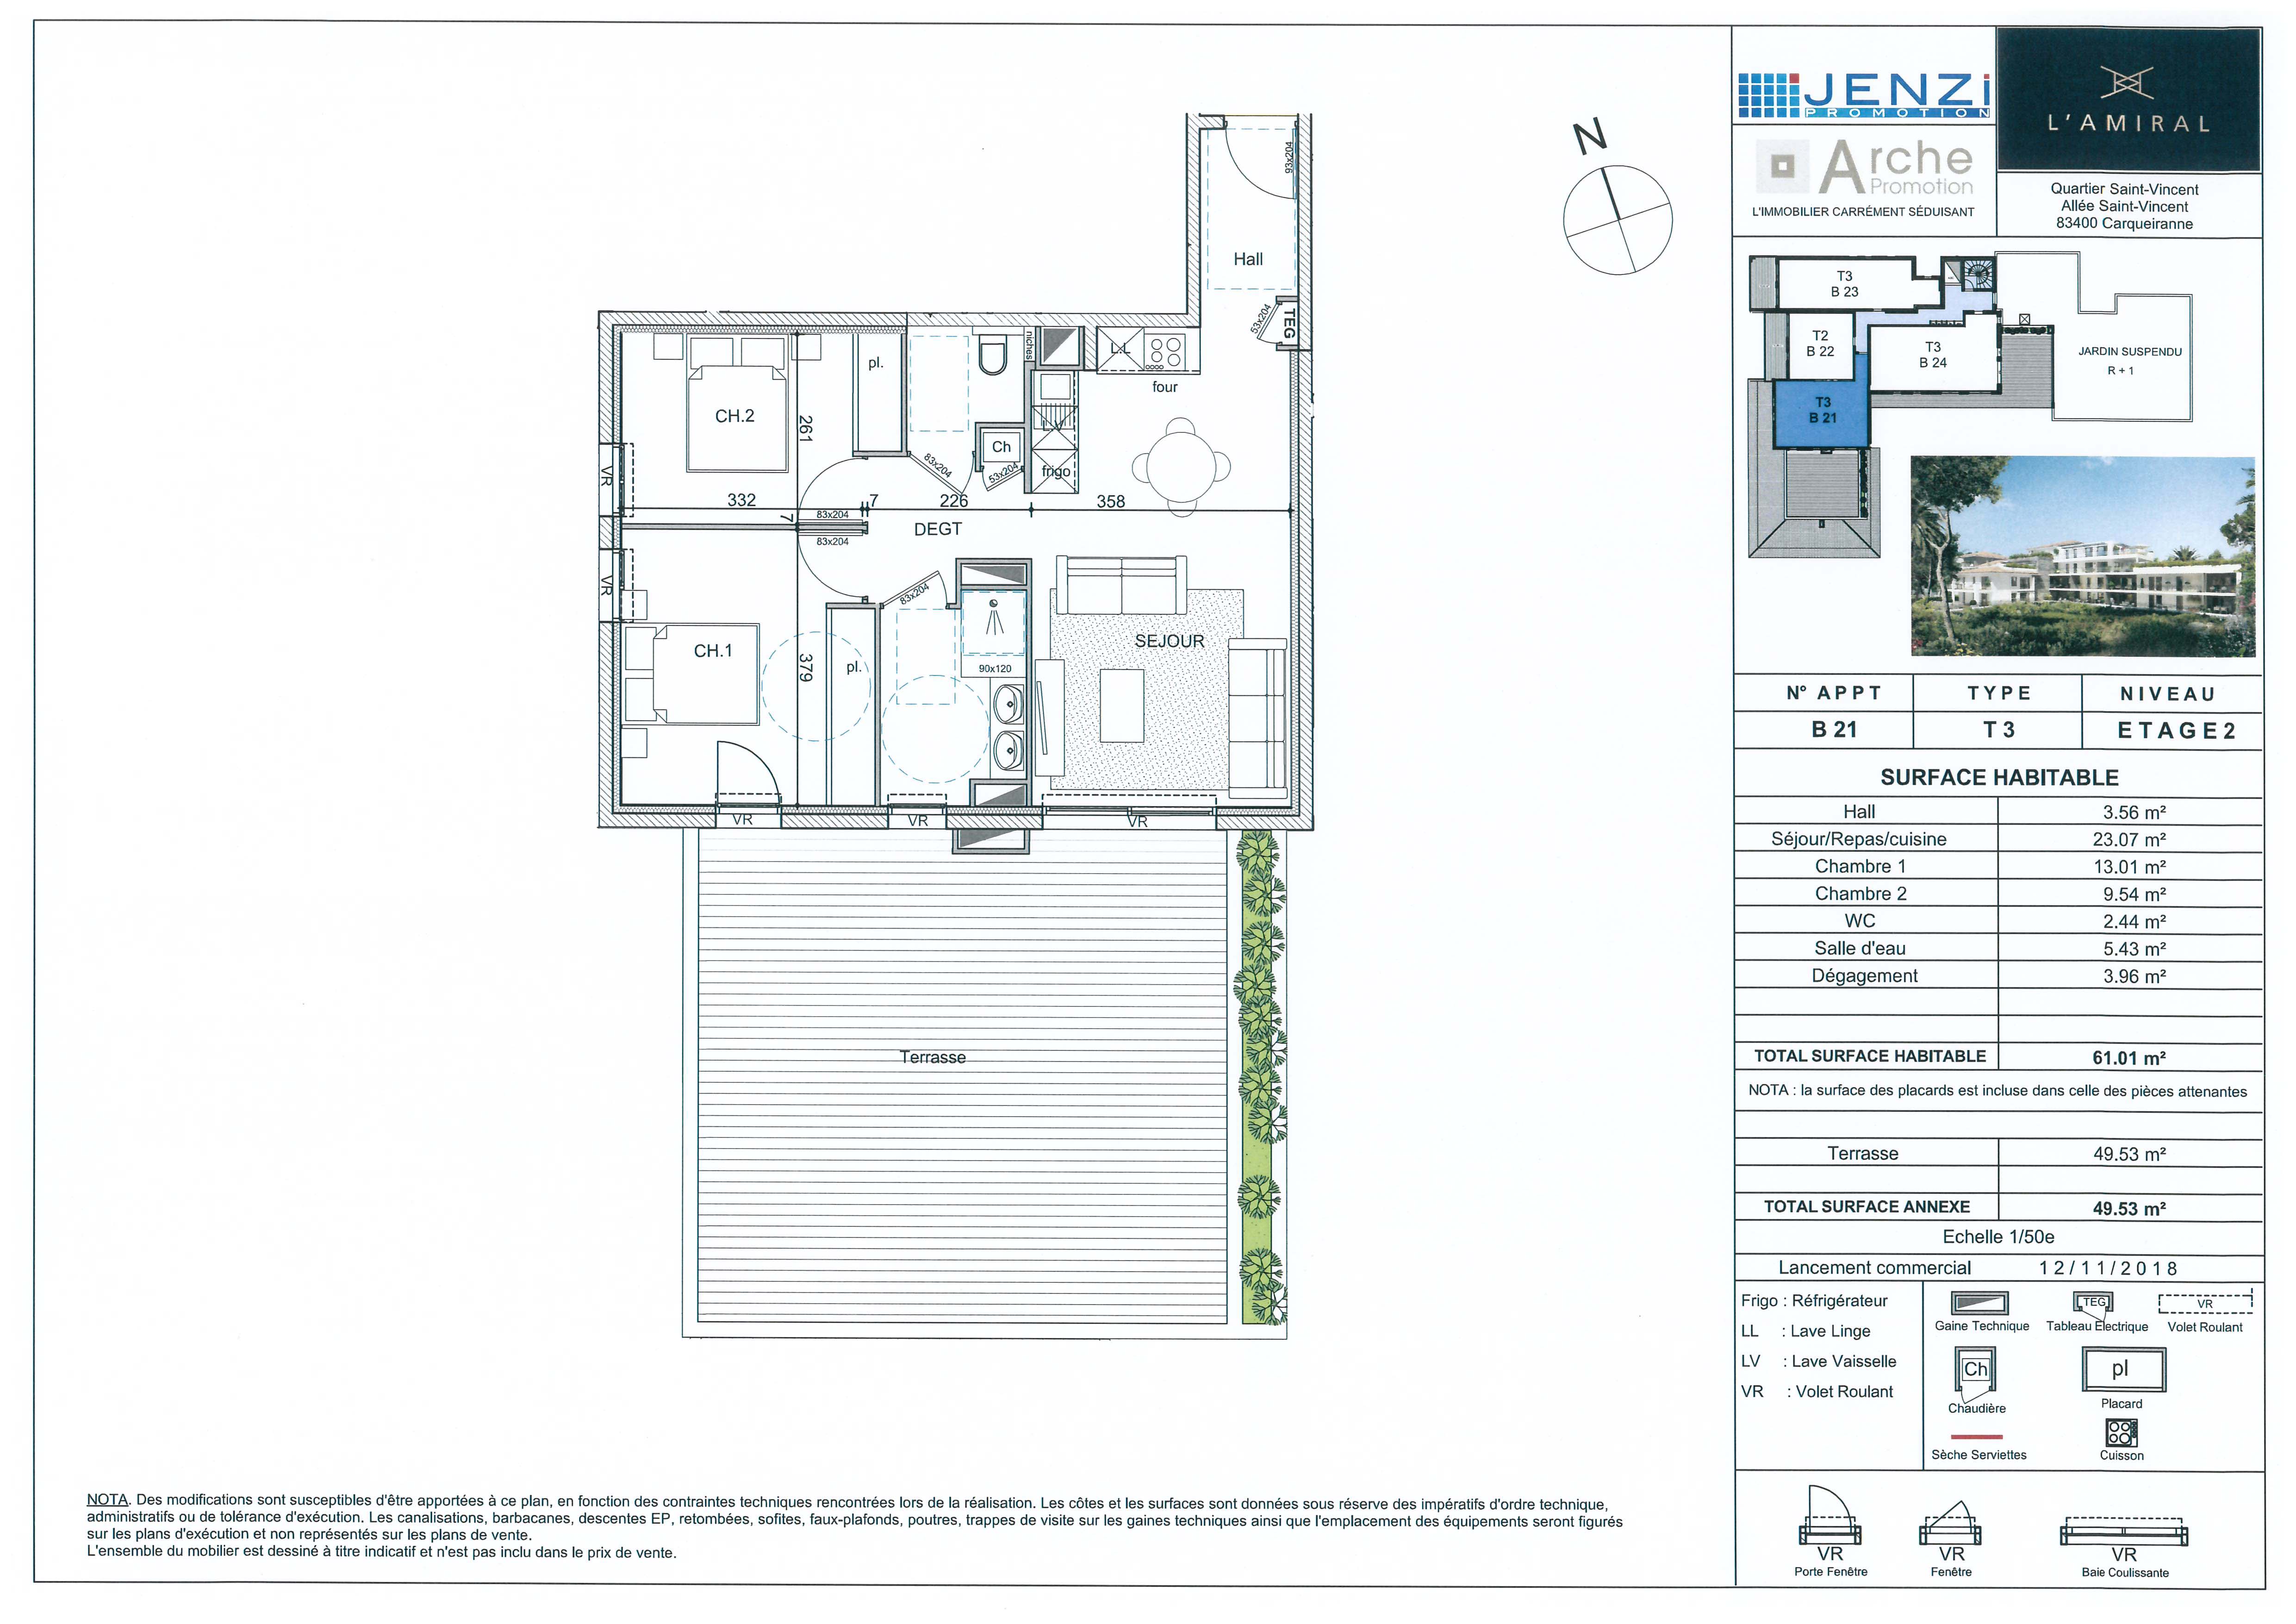 JENZi
PROMOTION
Arche
Promotion
L'IMMOBILIER CARRÉMENT SÉDUISANT
L'AMIRAL
Quartier Saint-Vincent
Allée Saint-Vincent
83400 Carqueiranne
N
93x204
Hall
53x204
TEG
niches
L.L
four
pl.
CH.2
261
Ch
LV
83x204
53x204
frigo
VR
332
7
226
358
7
83x204
83x204
DEGT
VR
83x204
SEJOUR
CH.1
379
pl.
90x120
VR
VR
VR
Terrasse
T3
B 23
T2
B 22
T3
B 24
T3
B 21
JARDIN SUSPENDU
R + 1
N° APPT TYPE NIVEAU
B 21 T 3 ETAGE 2
SURFACE HABITABLE
Hall 3.56 m²
Séjour/Repas/cuisine 23.07 m²
Chambre 1 13.01 m²
Chambre 2 9.54 m²
WC 2.44 m²
Salle d'eau 5.43 m²
Dégagement 3.96 m²
TOTAL SURFACE HABITABLE 61.01 m²
NOTA : la surface des placards est incluse dans celle des pièces attenantes
Terrasse 49.53 m²
TOTAL SURFACE ANNEXE 49.53 m²
Echelle 1/50e
Lancement commercial 12/11/2018
Frigo : Réfrigérateur
LL : Lave Linge
LV : Lave Vaisselle
VR : Volet Roulant
Gaine Technique
TEG
Tableau Electrique
VR
Volet Roulant
Ch
Chaudière
pl
Placard
Sèche Serviettes
Cuisson
VR
Porte Fenêtre
VR
Fenêtre
VR
Baie Coulissante
NOTA. Des modifications sont susceptibles d'être apportées à ce plan, en fonction des contraintes techniques rencontrées lors de la réalisation. Les côtes et les surfaces sont données sous réserve des impératifs d'ordre technique,
administratifs ou de tolérance d'exécution. Les canalisations, barbacanes, descentes EP, retombées, sofites, faux-plafonds, poutres, trappes de visite sur les gaines techniques ainsi que l'emplacement des équipements seront figurés
sur les plans d'exécution et non représentés sur les plans de vente.
L'ensemble du mobilier est dessiné à titre indicatif et n'est pas inclu dans le prix de vente.